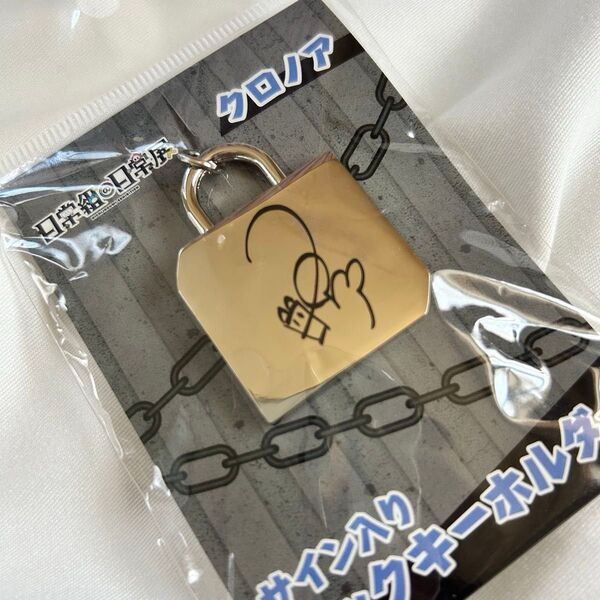 日常組の日常展
クロノア
サイン入り
ックキーホルダ